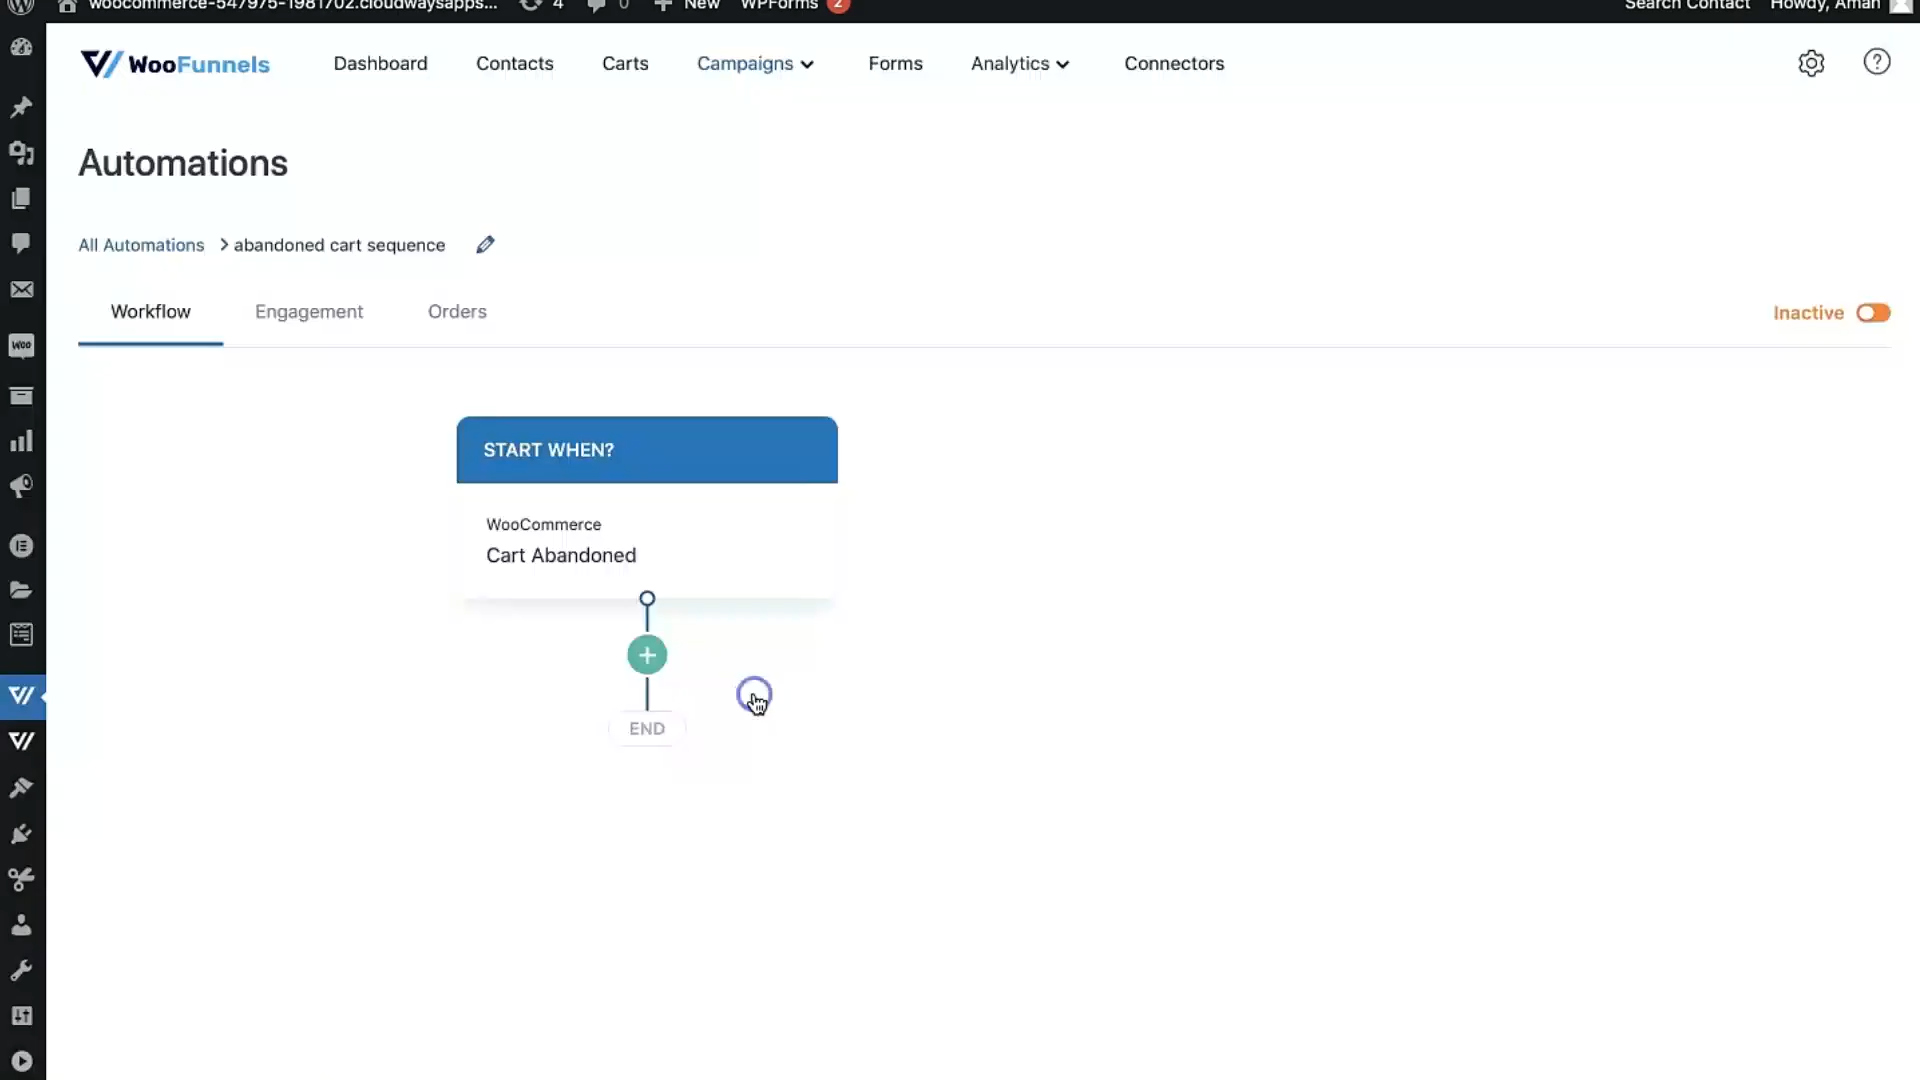 woocommerce-547975-1981702.cloudwaysapps... 4 0 New WPForms 2 Search Contact Howdy, Aman
WooFunnels Dashboard Contacts Carts Campaigns Forms Analytics Connectors ?
Automations
All Automations > abandoned cart sequence
Workflow Engagement Orders Inactive
START WHEN?
Woo
WooCommerce
Cart Abandoned
+
END